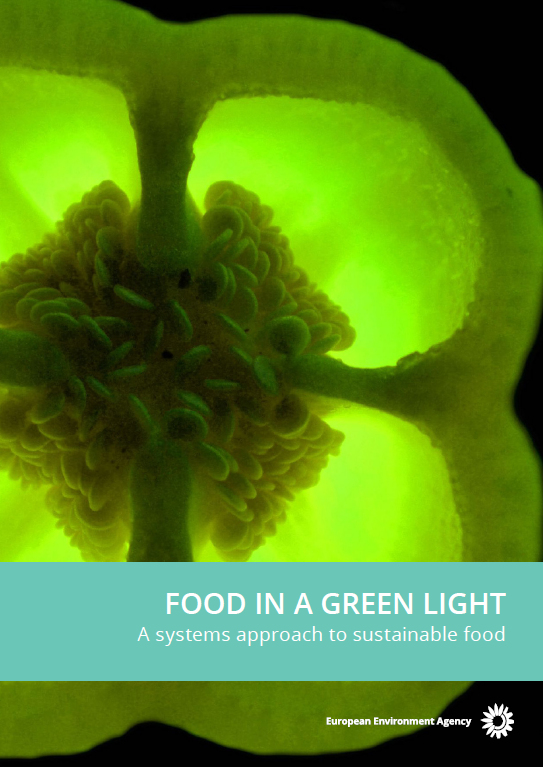 FOOD IN A GREEN LIGHT
A systems approach to sustainable food
European Environment Agency